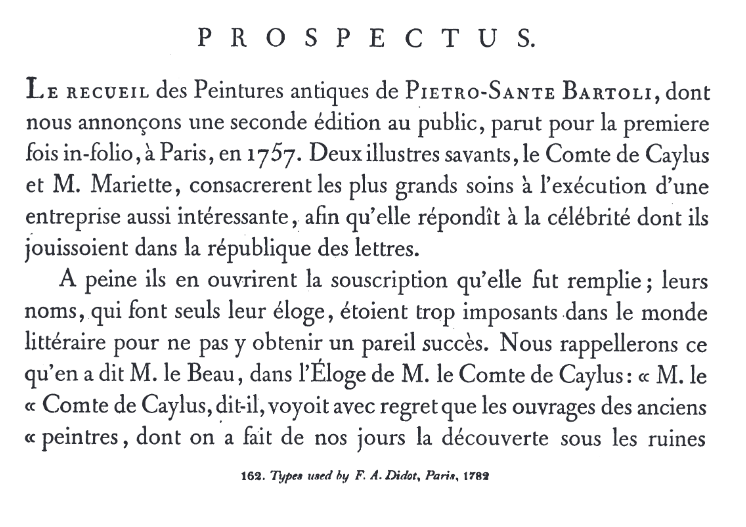 PROSPECTUS.
LE RECUEIL des Peintures antiques de PIETRO-SANTE BARTOLI, dont
nous annonçons une seconde édition au public, parut pour la premiere
fois in-folio, à Paris, en 1757. Deux illustres savants, le Comte de Caylus
et M. Mariette, consacrerent les plus grands soins à l'exécution d'une
entreprise aussi intéressante, afin qu'elle répondît à la célébrité dont ils
jouissoient dans la république des lettres.
A peine ils en ouvrirent la souscription qu'elle fut remplie; leurs
noms, qui font seuls leur éloge, étoient trop imposants dans le monde
littéraire pour ne pas y obtenir un pareil succès. Nous rappellerons ce
qu'en a dit M. le Beau, dans l'Éloge de M. le Comte de Caylus: « M. le
« Comte de Caylus, dit-il, voyoit avec regret que les ouvrages des anciens
« peintres, dont on a fait de nos jours la découverte sous les ruines
162. Types used by F. A. Didot, Paris, 1782